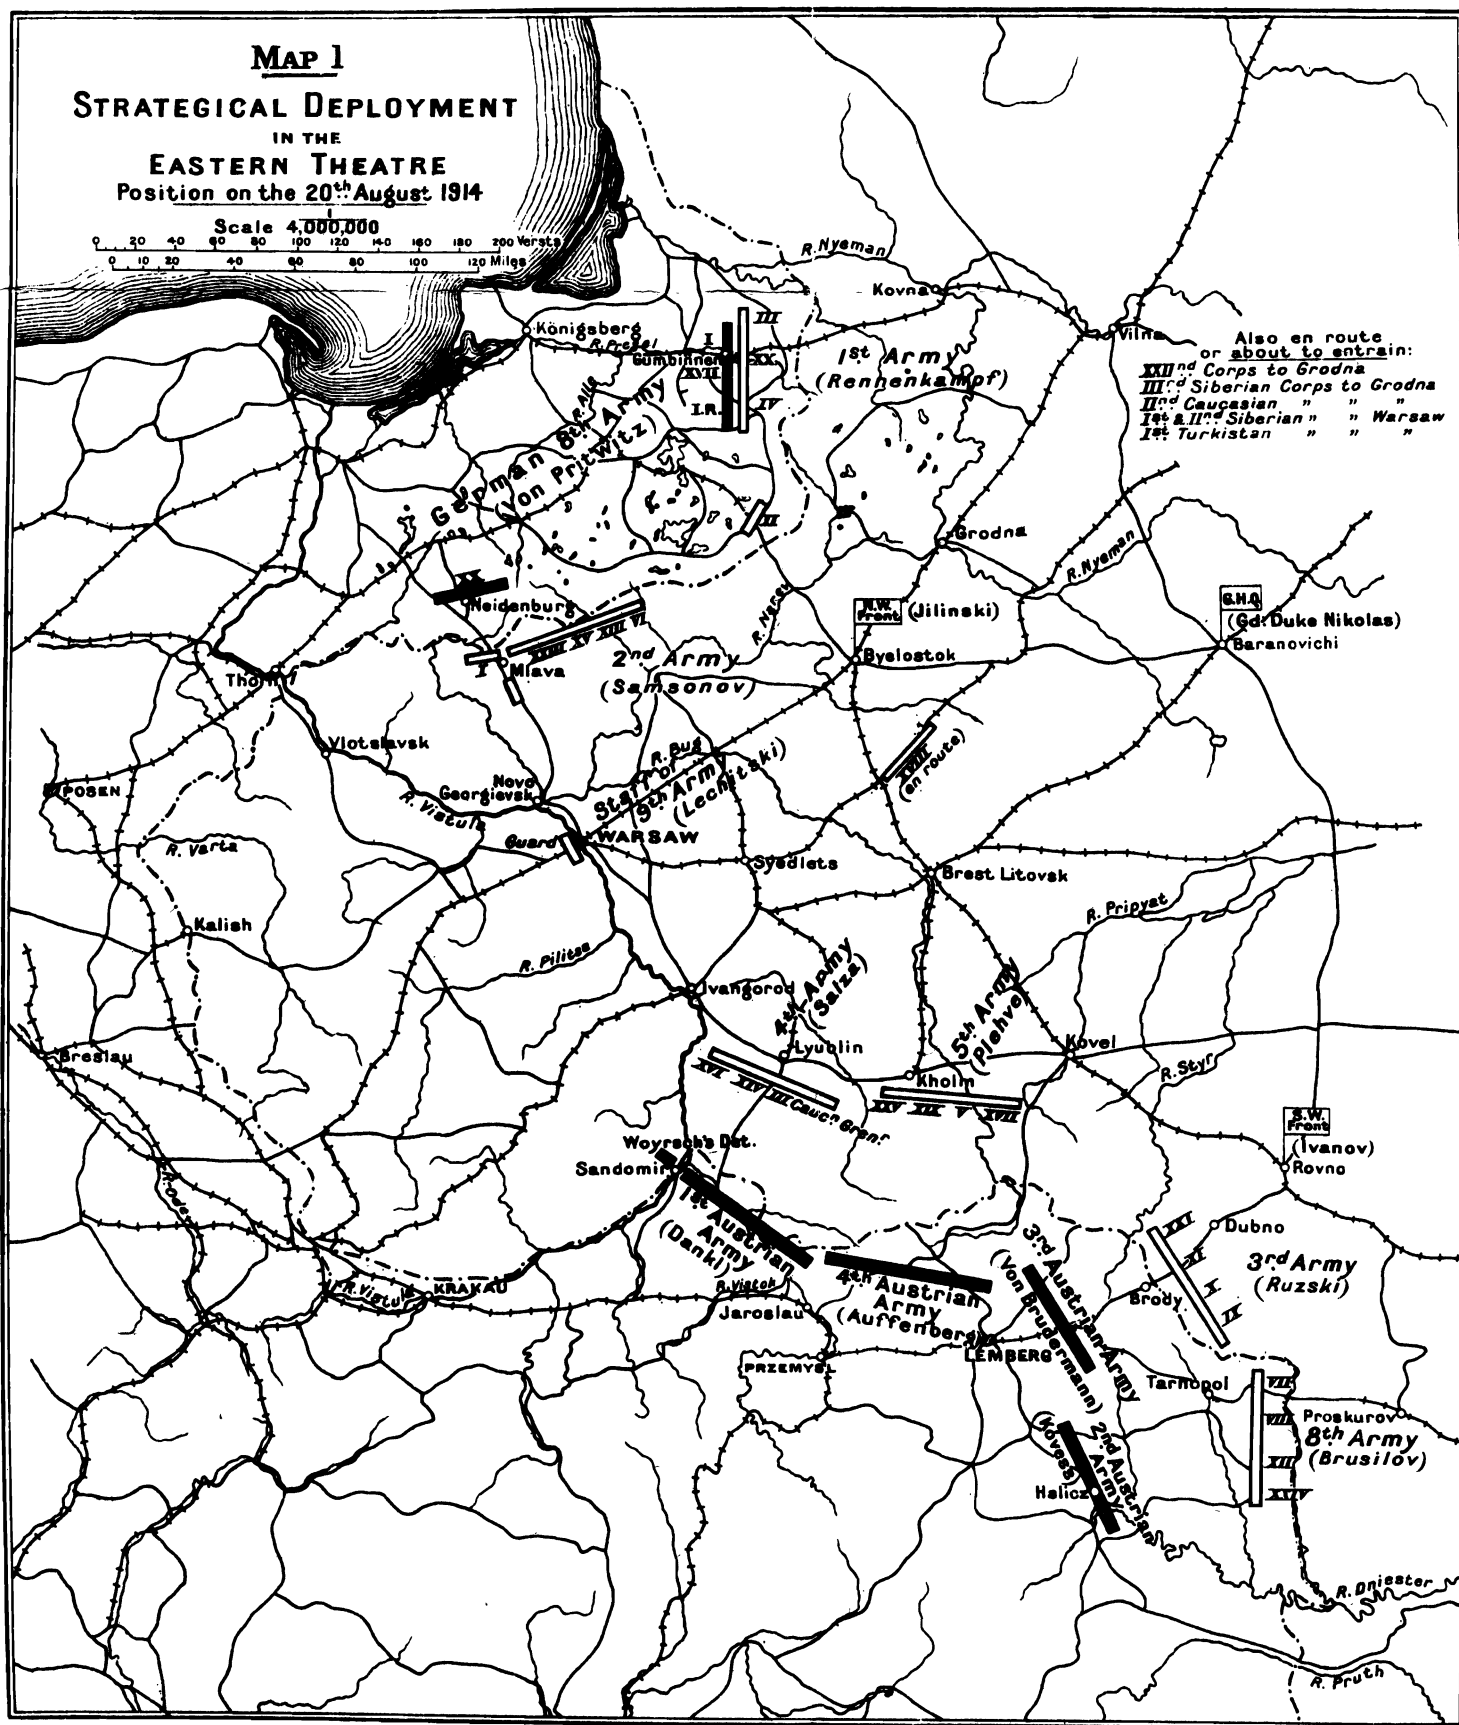 MAP 1
STRATEGICAL DEPLOYMENT
IN THE
EASTERN THEATRE
Position on the 20th August 1914
Scale 1/4,000,000
0 20 40 60 80 100 120 140 160 180 200 Versts
0 10 20 40 60 80 100 120 Miles
R. Nyeman
Kovna
Vilna
Königsberg
R. Pregel
III
I
Gumbinnen
XX
XVII
I.R.
IV
1st Army
(Rennenkampf)
Also en route
or about to entrain:
XXIInd Corps to Grodna
IIIrd Siberian Corps to Grodna
IInd Caucasian " " "
Ist & IInd Siberian " " Warsaw
Ist Turkistan " " "
R. Alle
German 8th Army
(Von Pritwitz)
II
Grodna
R. Nyeman
XX
Neidenburg
R. Narev
N.W. Front
(Jilinski)
G.H.Q.
(Gd. Duke Nikolas)
Baranovichi
XXIII XV XIII VI
I
Mlava
2nd Army
(Samsonov)
Byelostok
Thorn
Vlotslavsk
R. Bug
XVIII
(en route)
POSEN
Novo
Georgievsk
R. Vistula
Staff of
9th Army
(Lechitski)
Guard
WARSAW
R. Varta
Syedlets
Brest Litovsk
Kalish
R. Pripyat
R. Pilitsa
Ivangorod
4th Army
(Salza)
5th Army
(Plehve)
Breslau
Lyublin
Kovel
Kholm
R. Styr
XVI XIV III Caucn. Grenr.
XXV XIX V XVII
S.W. Front
(Ivanov)
Rovno
Woyrsch's Det.
Sandomir
R. Oder
1st Austrian
Army
(Dankl)
Dubno
XXI
XI
X
IX
3rd Army
(Ruzski)
R. Vistula
KRAKAU
R. Vistok
Jaroslau
4th Austrian
Army
(Auffenberg)
3rd Austrian Army
(Von Brudermann)
Brody
LEMBERG
PRZEMYSL
Tarnopol
VII
VIII
XII
XXIV
Proskurov
8th Army
(Brusilov)
2nd Austrian
Army
(Kövess)
Halicz
R. Dniester
R. Pruth